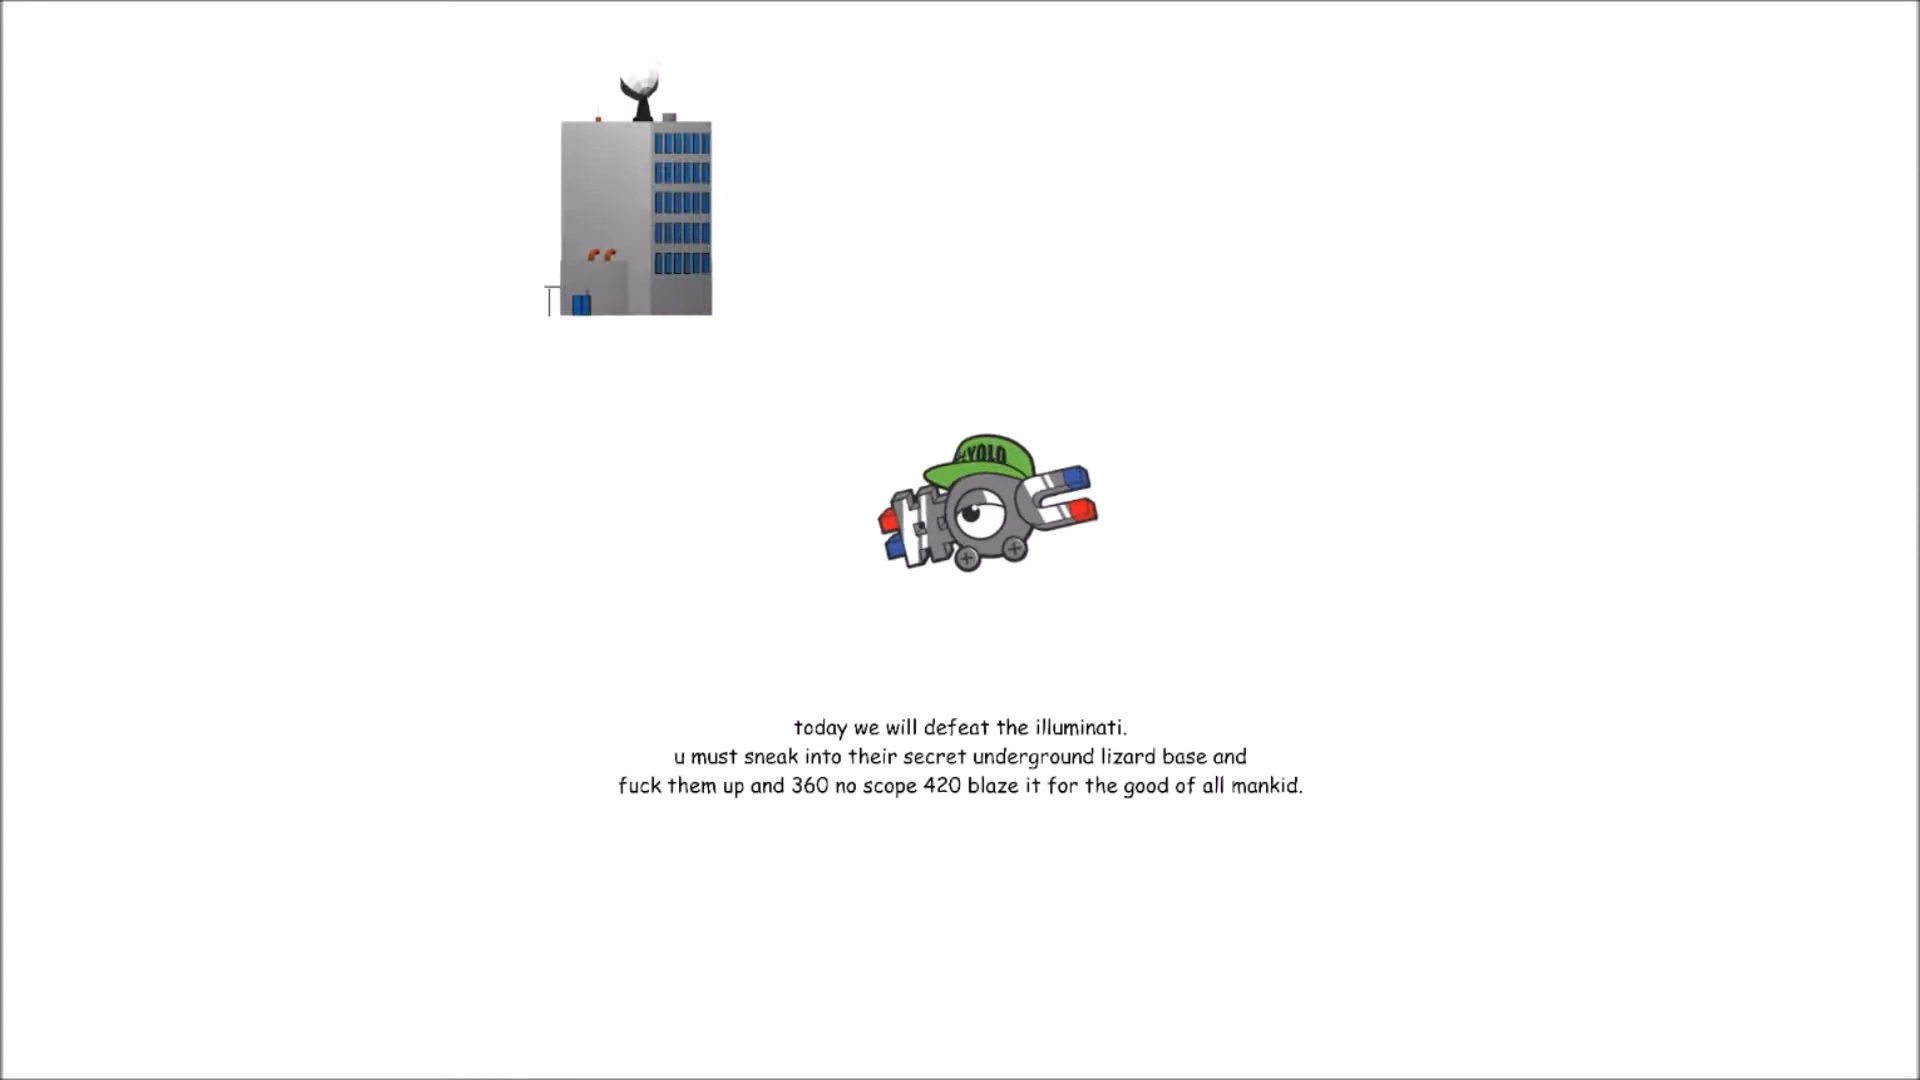 YOLO
today we will defeat the illuminati.
u must sneak into their secret underground lizard base and
fuck them up and 360 no scope 420 blaze it for the good of all mankid.